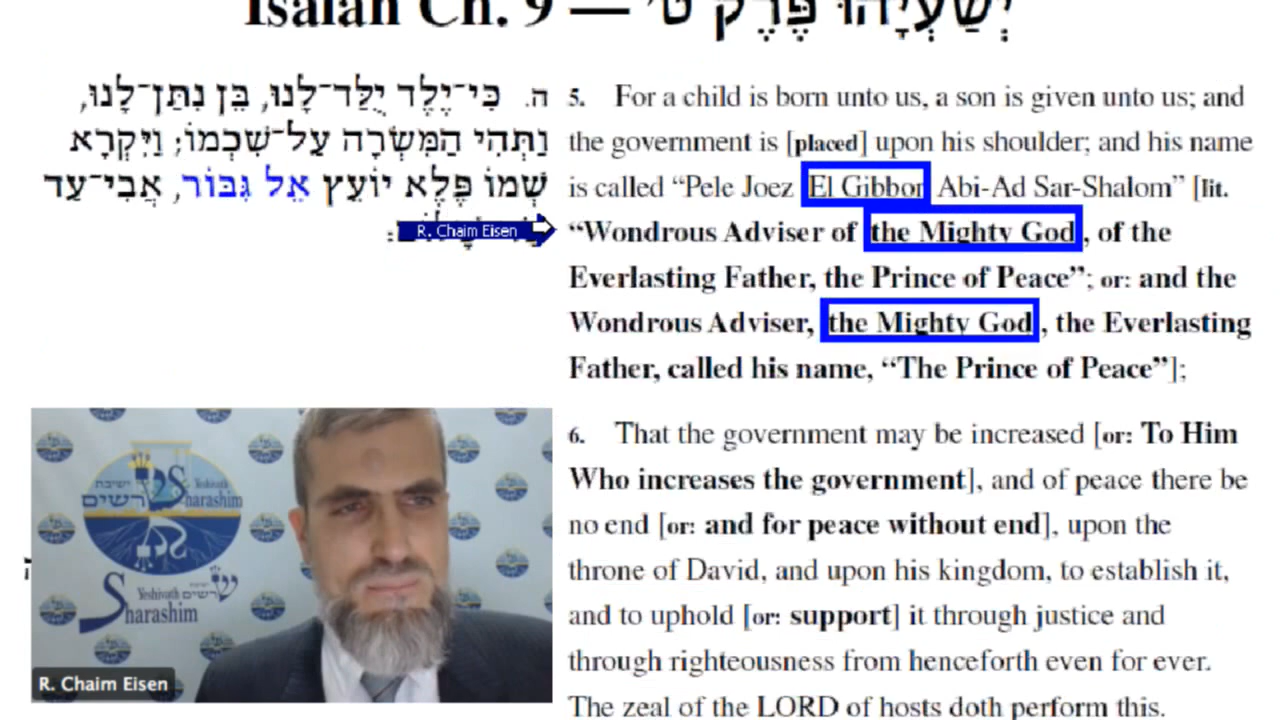 Isaiah Ch. 9 — יְשַׁעְיָהוּ פֶּרֶק ט'
ה. כִּי־יֶלֶד יֻלַּד־לָנוּ, בֵּן נִתַּן־לָנוּ,
וַתְּהִי הַמִּשְׂרָה עַל־שִׁכְמוֹ; וַיִּקְרָא
שְׁמוֹ פֶּלֶא יוֹעֵץ אֵל גִּבּוֹר, אֲבִי־עַד
R. Chaim Eisen
5. For a child is born unto us, a son is given unto us; and
the government is [placed] upon his shoulder; and his name
is called “Pele Joez El Gibbor Abi-Ad Sar-Shalom” [lit.
“Wondrous Adviser of the Mighty God, of the
Everlasting Father, the Prince of Peace”; or: and the
Wondrous Adviser, the Mighty God, the Everlasting
Father, called his name, “The Prince of Peace”];
6. That the government may be increased [or: To Him
Who increases the government], and of peace there be
no end [or: and for peace without end], upon the
throne of David, and upon his kingdom, to establish it,
and to uphold [or: support] it through justice and
through righteousness from henceforth even for ever.
The zeal of the LORD of hosts doth perform this.
ישיבת
שרשים
Yeshivath
Sharashim
Yeshivath
ישיבת
שרשים
Sharashim
R. Chaim Eisen